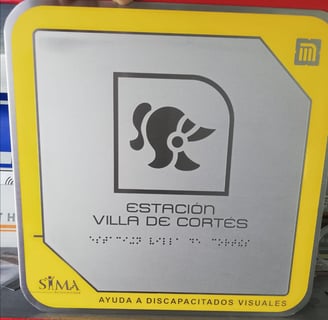 ESTACIÓN
VILLA DE CORTÉS
SIMA
AYUDA A DISCAPACITADOS VISUALES